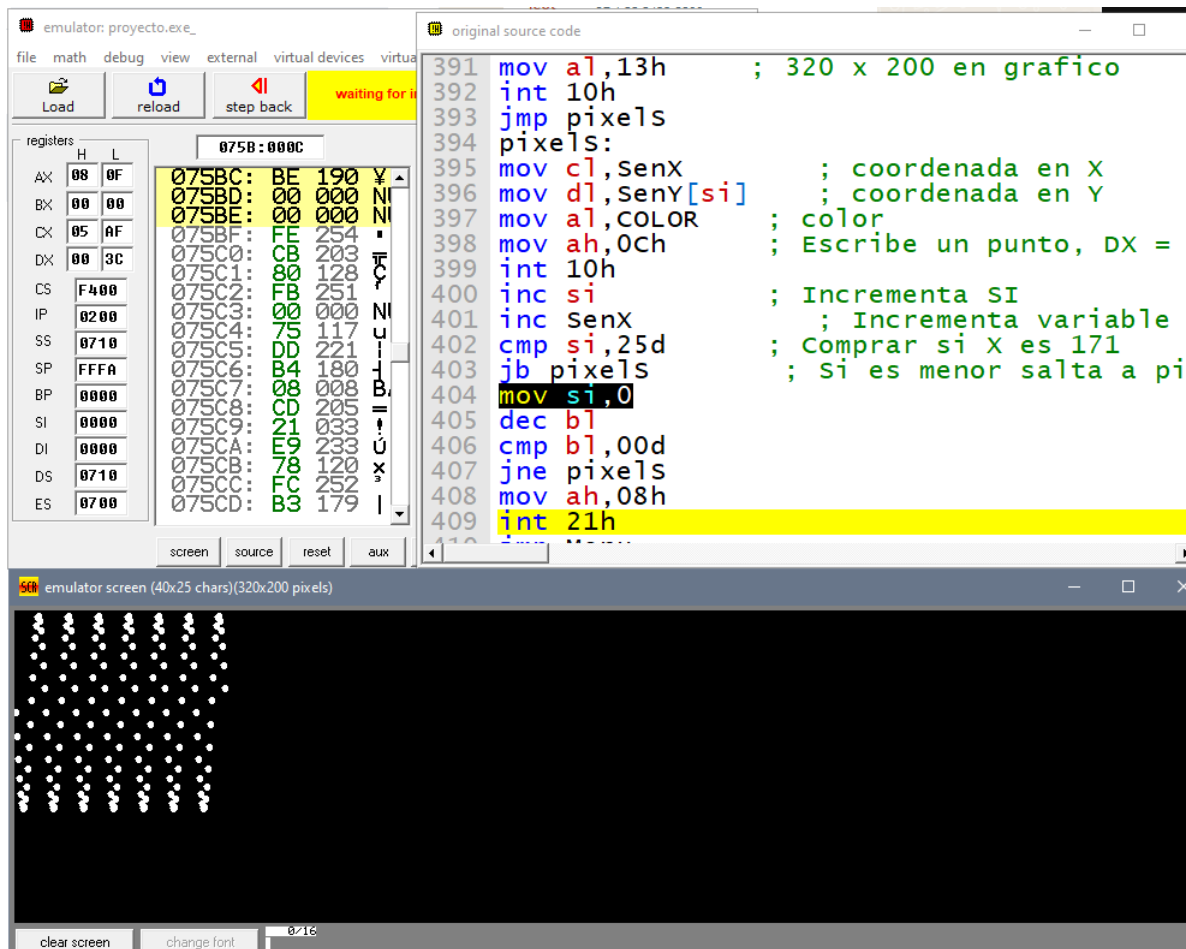 emulator: proyecto.exe_
file math debug view external virtual devices
Load
reload
step back
waiting for
registers
H L
075B:000C
AX 08 0F
BX 00 00
CX 05 AF
DX 00 3C
CS F400
IP 0200
SS 0710
SP FFFA
BP 0000
SI 0000
DI 0000
DS 0710
ES 0700
075BC: BE 190 ¥
075BD: 00 000 NU
075BE: 00 000 NU
075BF: FE 254 ▪
075C0: CB 203 ╦
075C1: 80 128 Ç
075C2: FB 251
075C3: 00 000 NU
075C4: 75 117 u
075C5: DD 221 ¦
075C6: B4 180 ┤
075C7: 08 008 BA
075C8: CD 205 =
075C9: 21 033 !
075CA: E9 233 Ú
075CB: 78 120 x
075CC: FC 252 ³
075CD: B3 179 |
screen source reset aux
original source code
391 mov al,13h ; 320 x 200 en grafico
392 int 10h
393 jmp pixelS
394 pixelS:
395 mov cl,SenX ; coordenada en X
396 mov dl,SenY[si] ; coordenada en Y
397 mov al,COLOR ; color
398 mov ah,0Ch ; Escribe un punto, DX =
399 int 10h
400 inc si ; Incrementa SI
401 inc SenX ; Incrementa variable
402 cmp si,25d ; Comprar si X es 171
403 jb pixelS ; Si es menor salta a pi
404 mov si,0
405 dec bl
406 cmp bl,00d
407 jne pixelS
408 mov ah,08h
409 int 21h
SCR emulator screen (40x25 chars)(320x200 pixels)
clear screen
change font
0/16